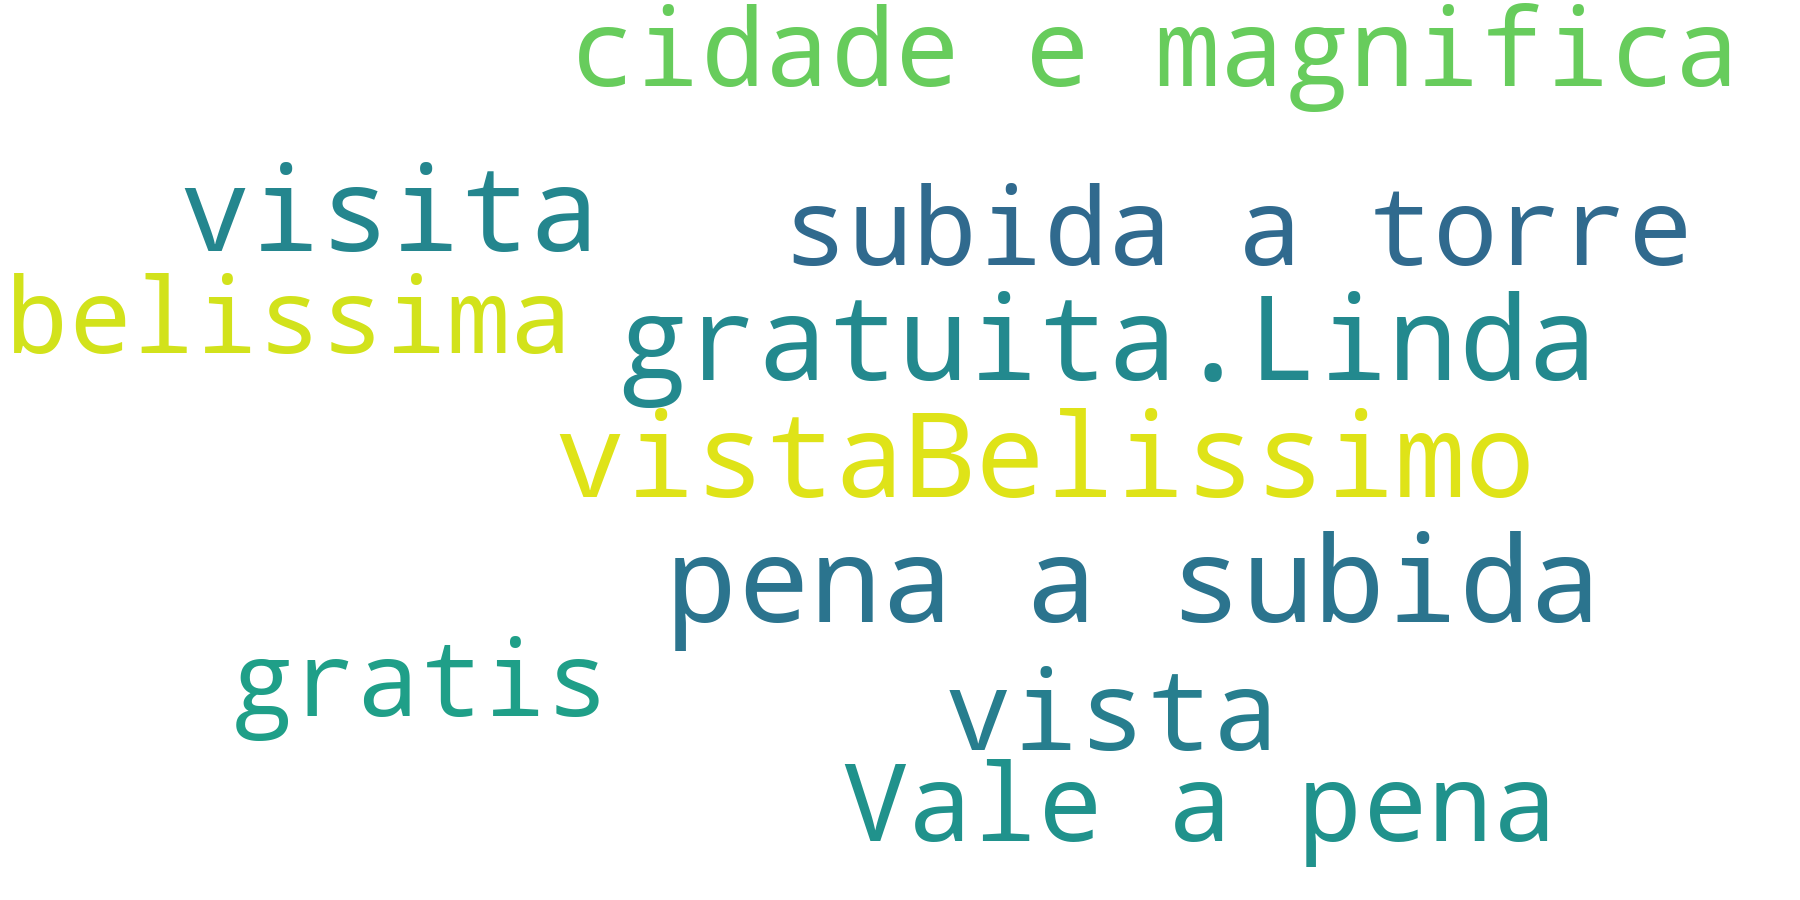 cidade e magnifica
visita
subida a torre
belissima
gratuita.Linda
vistaBelissimo
pena a subida
gratis
vista
Vale a pena